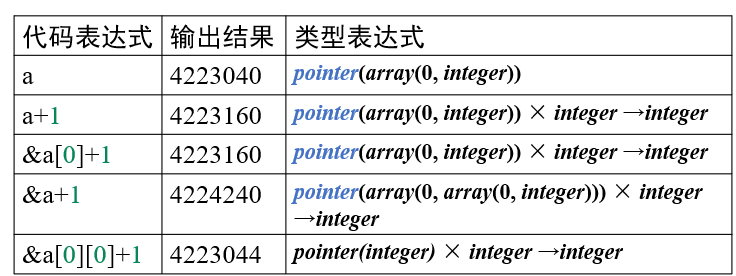 代码表达式 输出结果 类型表达式
a 4223040 pointer(array(0, integer))
a+1 4223160 pointer(array(0, integer)) × integer →integer
&a[0]+1 4223160 pointer(array(0, integer)) × integer →integer
&a+1 4224240 pointer(array(0, array(0, integer))) × integer
→integer
&a[0][0]+1 4223044 pointer(integer) × integer →integer